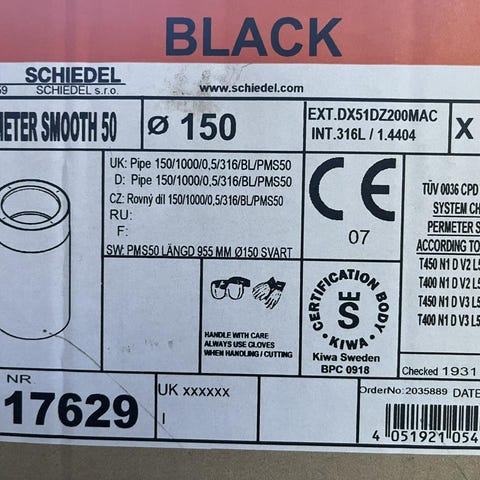 BLACK
59
SCHIEDEL
SCHIEDEL s.r.o.
www.schiedel.com
METER SMOOTH 50
Ø 150
EXT.DX51DZ200MAC
INT.316L / 1.4404
X
UK: Pipe 150/1000/0,5/316/BL/PMS50
D: Pipe 150/1000/0,5/316/BL/PMS50
CZ: Rovný díl 150/1000/0,5/316/BL/PMS50
RU:
F:
SW: PMS50 LÄNGD 955 MM Ø150 SVART
CE
07
TÜV 0036 CPD
SYSTEM CH
PERMETER S
ACCORDING TO
T450 N1 D V2 L5
T400 N1 D V2 L5
T450 N1 D V3 L5
T400 N1 D V3 L5
HANDLE WITH CARE
ALWAYS USE GLOVES
WHEN HANDLING / CUTTING
CERTIFICATION BODY
S
• KIWA •
Kiwa Sweden
BPC 0918
Checked 1931
NR
17629
UK xxxxxx
I
OrderNo: 2035889 DATE
4 051921 054